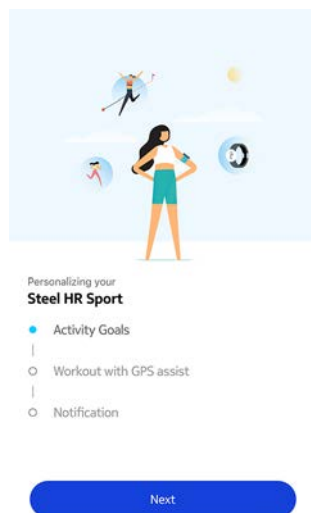 Personalizing your
Steel HR Sport
Activity Goals
Workout with GPS assist
Notification
Next